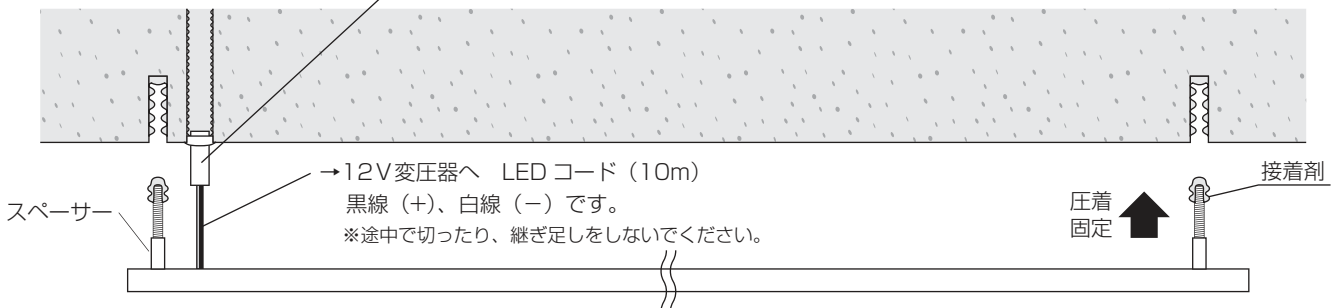 →12V変圧器へ　LED コード（10m）
黒線（+）、白線（−）です。
※途中で切ったり、継ぎ足しをしないでください。
スペーサー
圧着
固定
接着剤